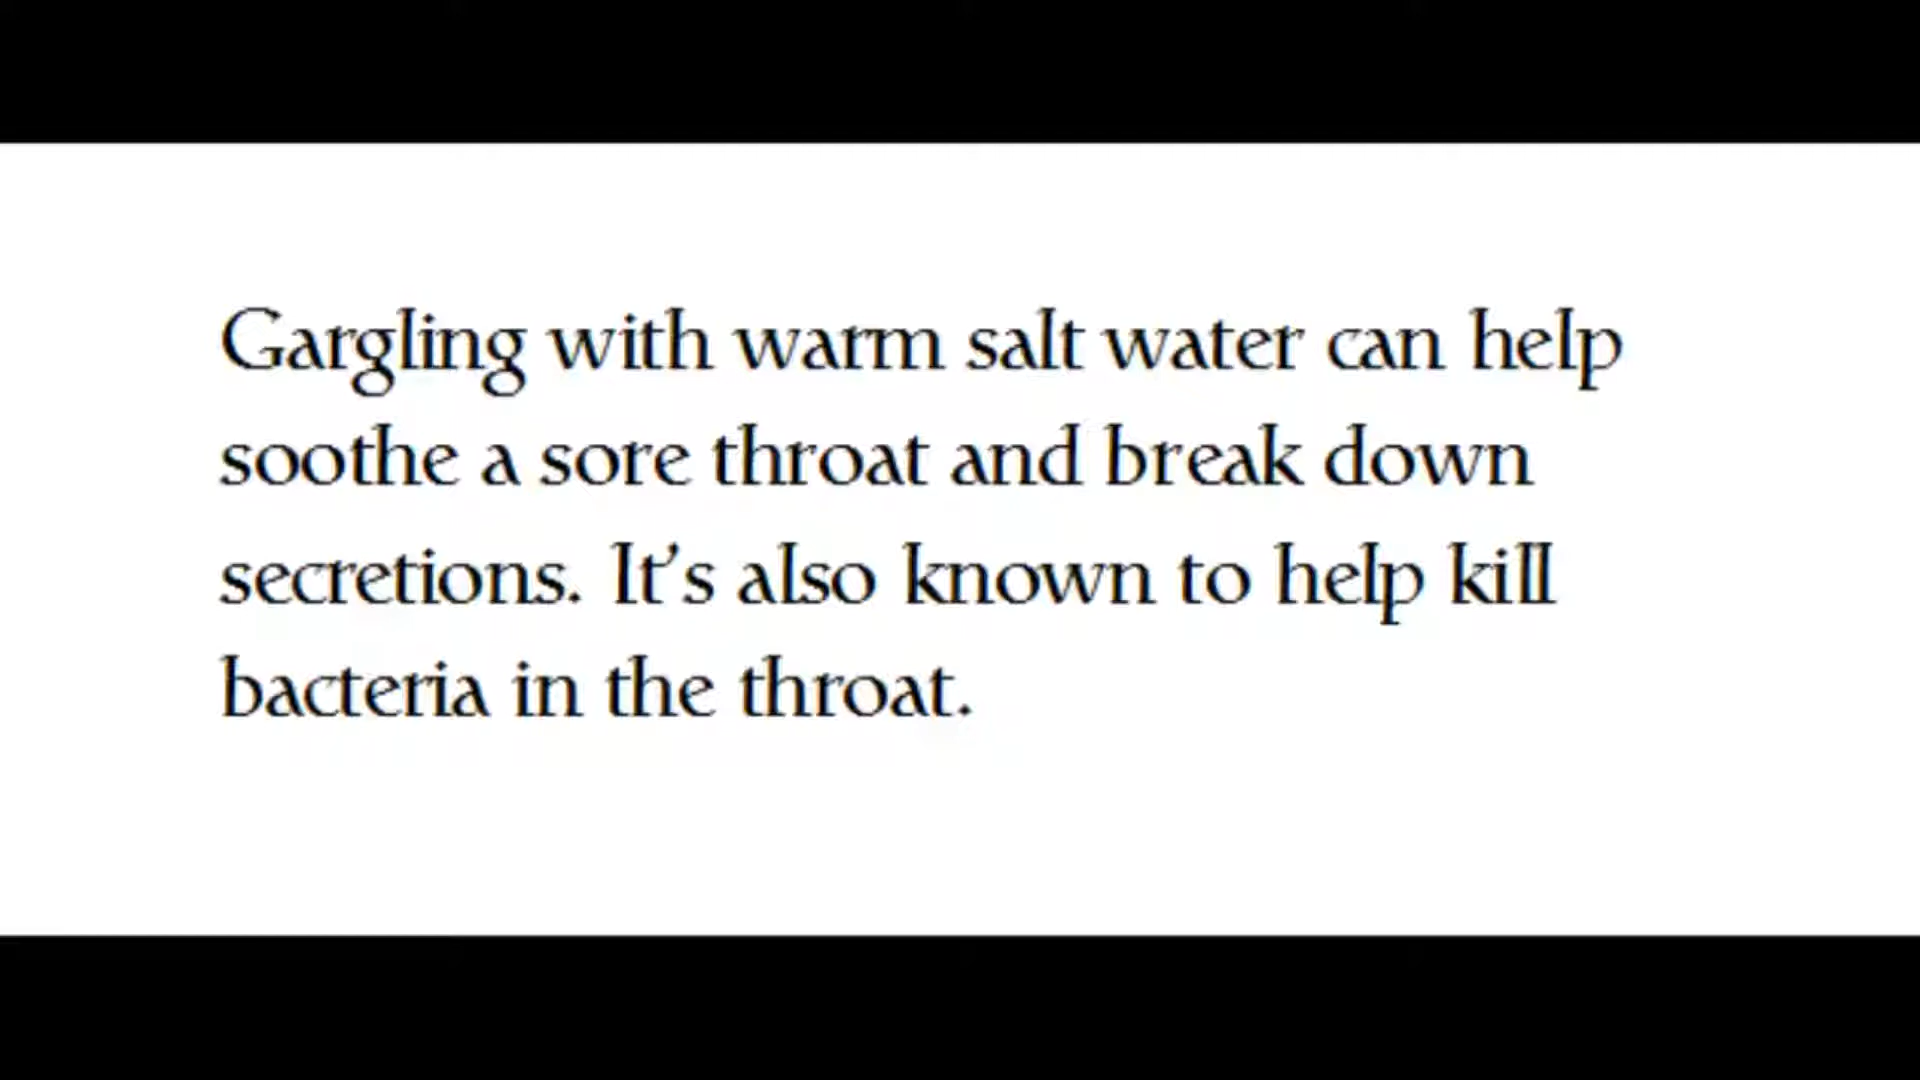 Gargling with warm salt water can help
soothe a sore throat and break down
secretions. It’s also known to help kill
bacteria in the throat.